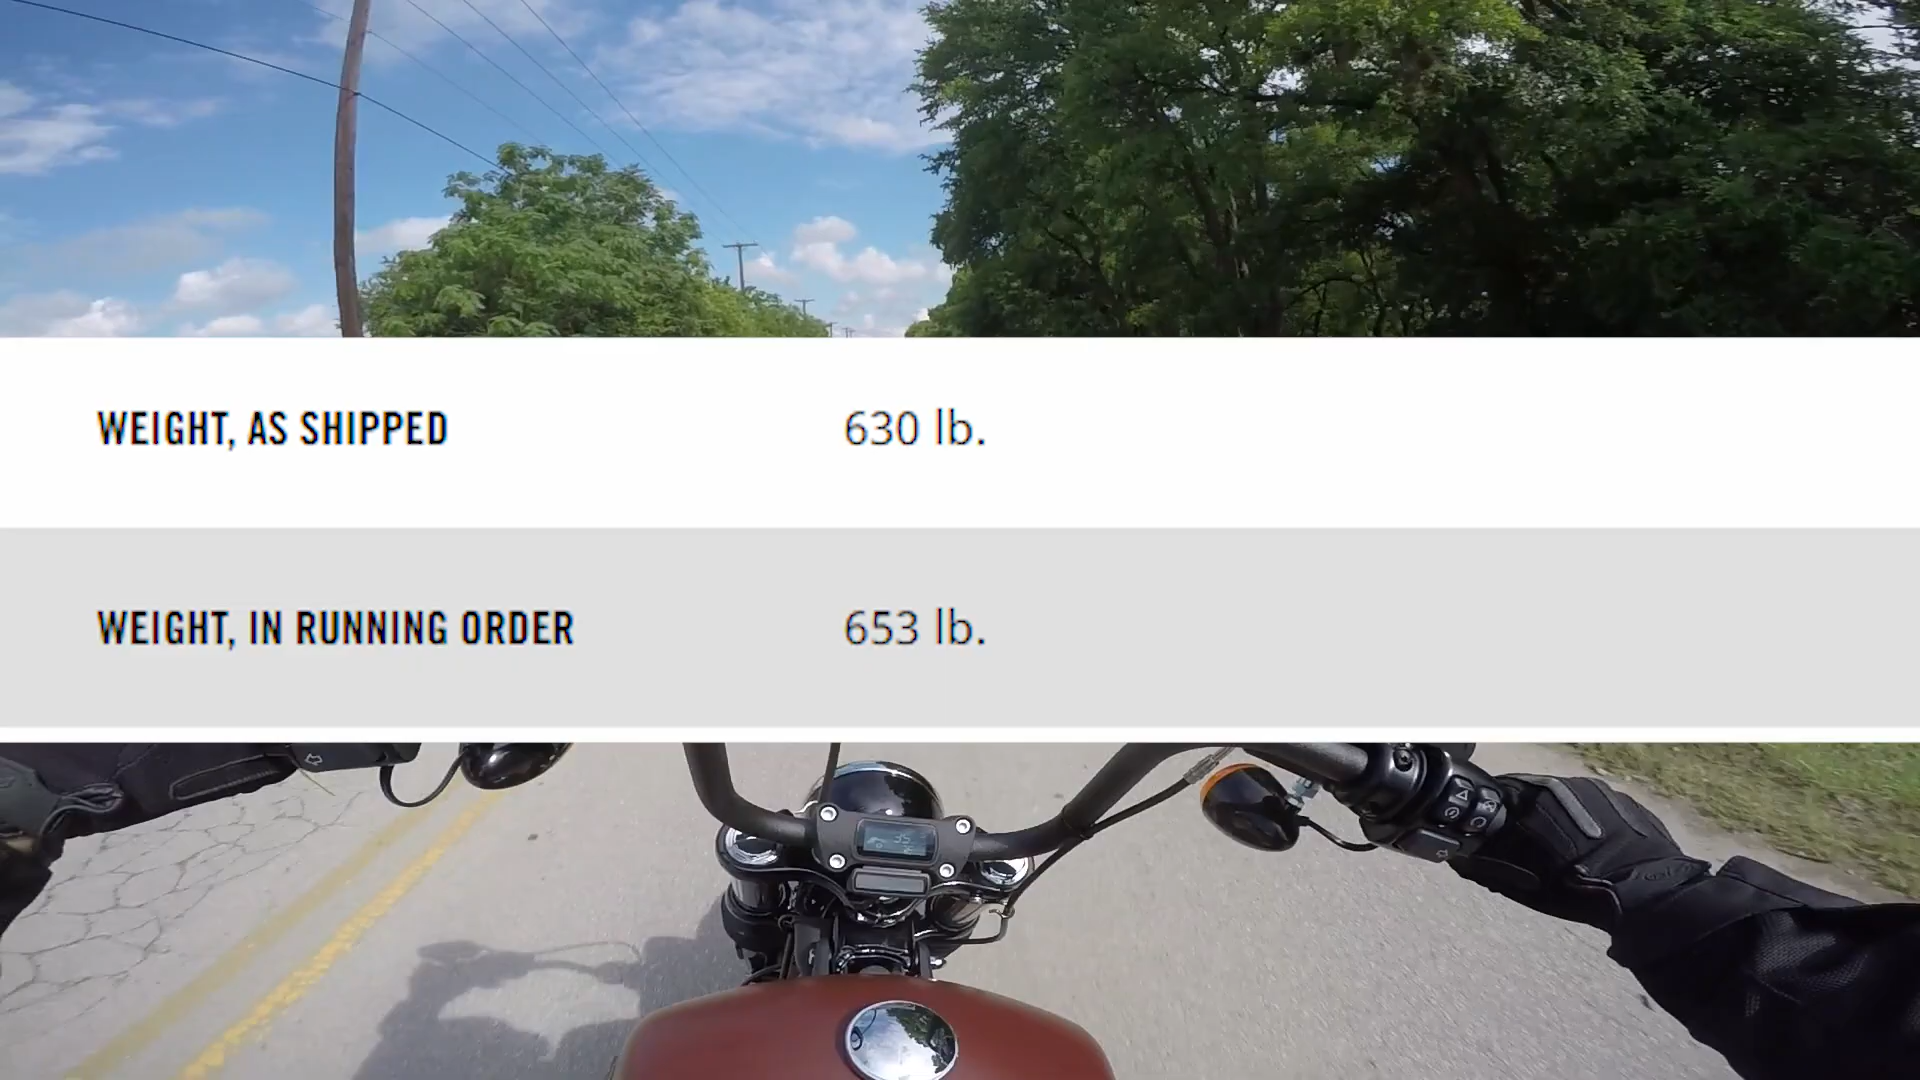 WEIGHT, AS SHIPPED 630 lb.
WEIGHT, IN RUNNING ORDER 653 lb.